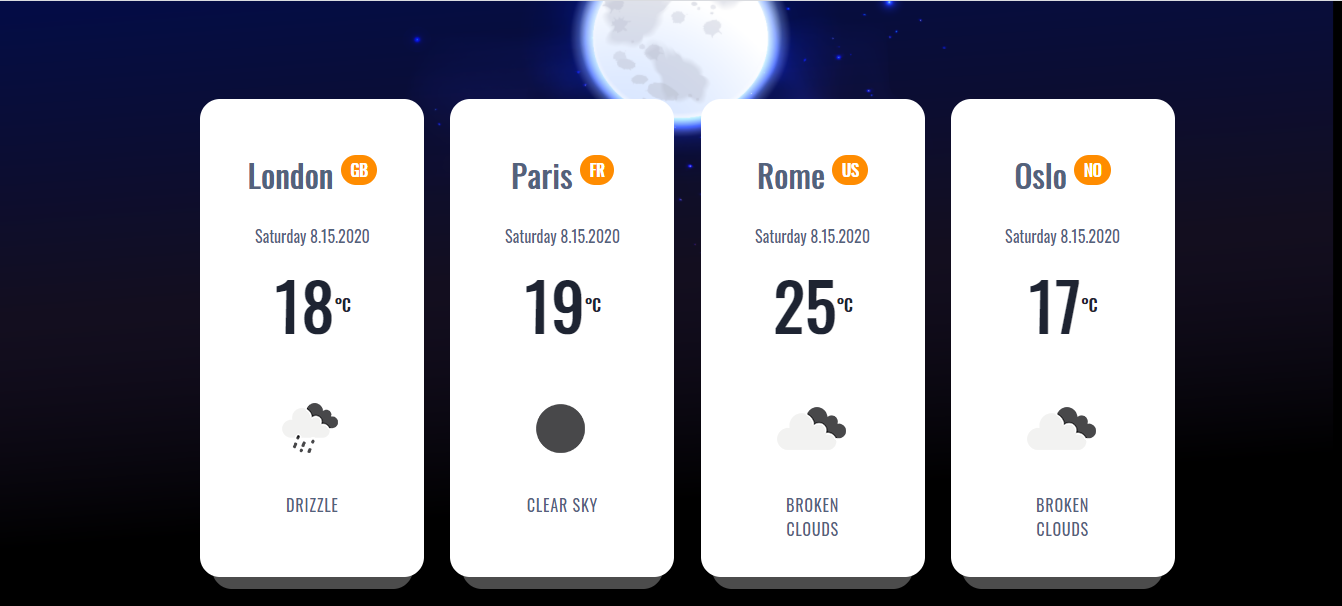 London GB
Saturday 8.15.2020
18°C
DRIZZLE
Paris FR
Saturday 8.15.2020
19°C
CLEAR SKY
Rome US
Saturday 8.15.2020
25°C
BROKEN
CLOUDS
Oslo NO
Saturday 8.15.2020
17°C
BROKEN
CLOUDS